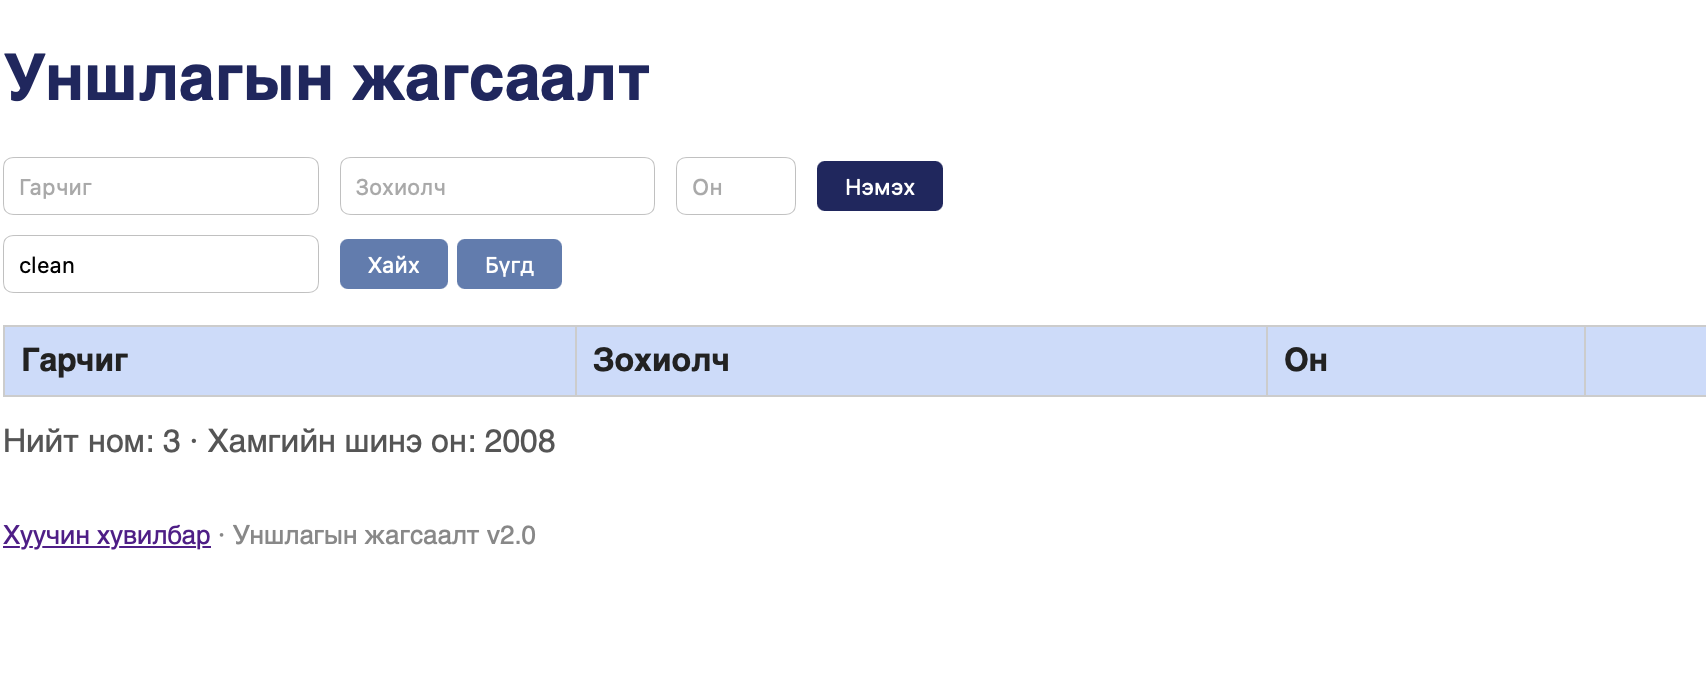 Уншлагын жагсаалт
Гарчиг Зохиолч Он Нэмэх
clean Хайх Бүгд
Гарчиг Зохиолч Он
Нийт ном: 3 · Хамгийн шинэ он: 2008
Хуучин хувилбар · Уншлагын жагсаалт v2.0